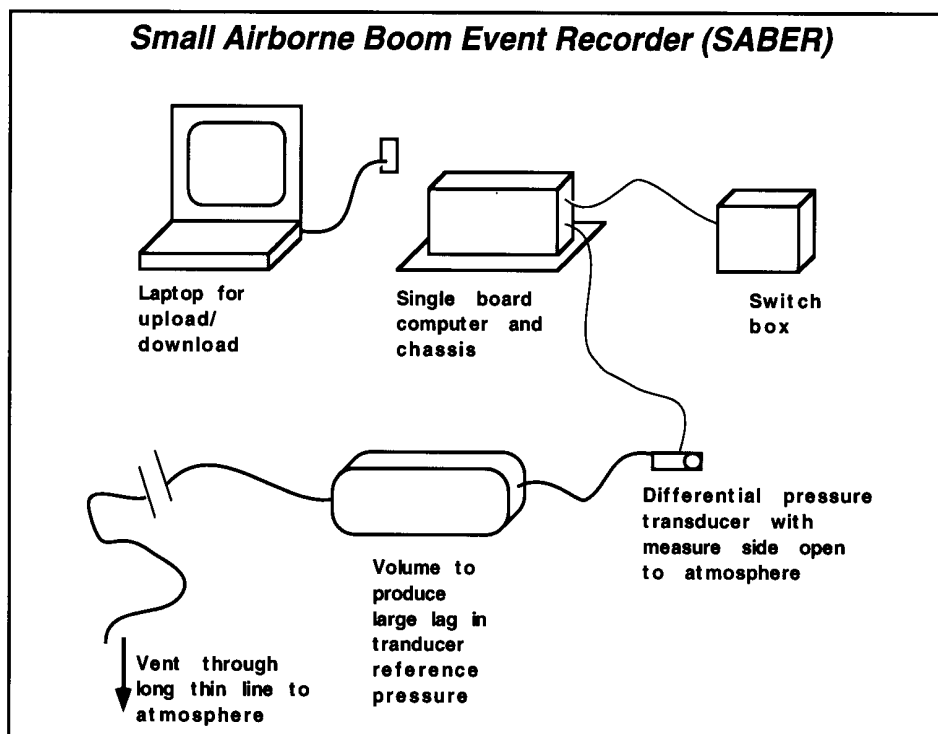 Small Airborne Boom Event Recorder (SABER)
Laptop for
upload/
download
Single board
computer and
chassis
Switch
box
Differential pressure
transducer with
measure side open
to atmosphere
Volume to
produce
large lag in
tranducer
reference
pressure
Vent through
long thin line to
atmosphere